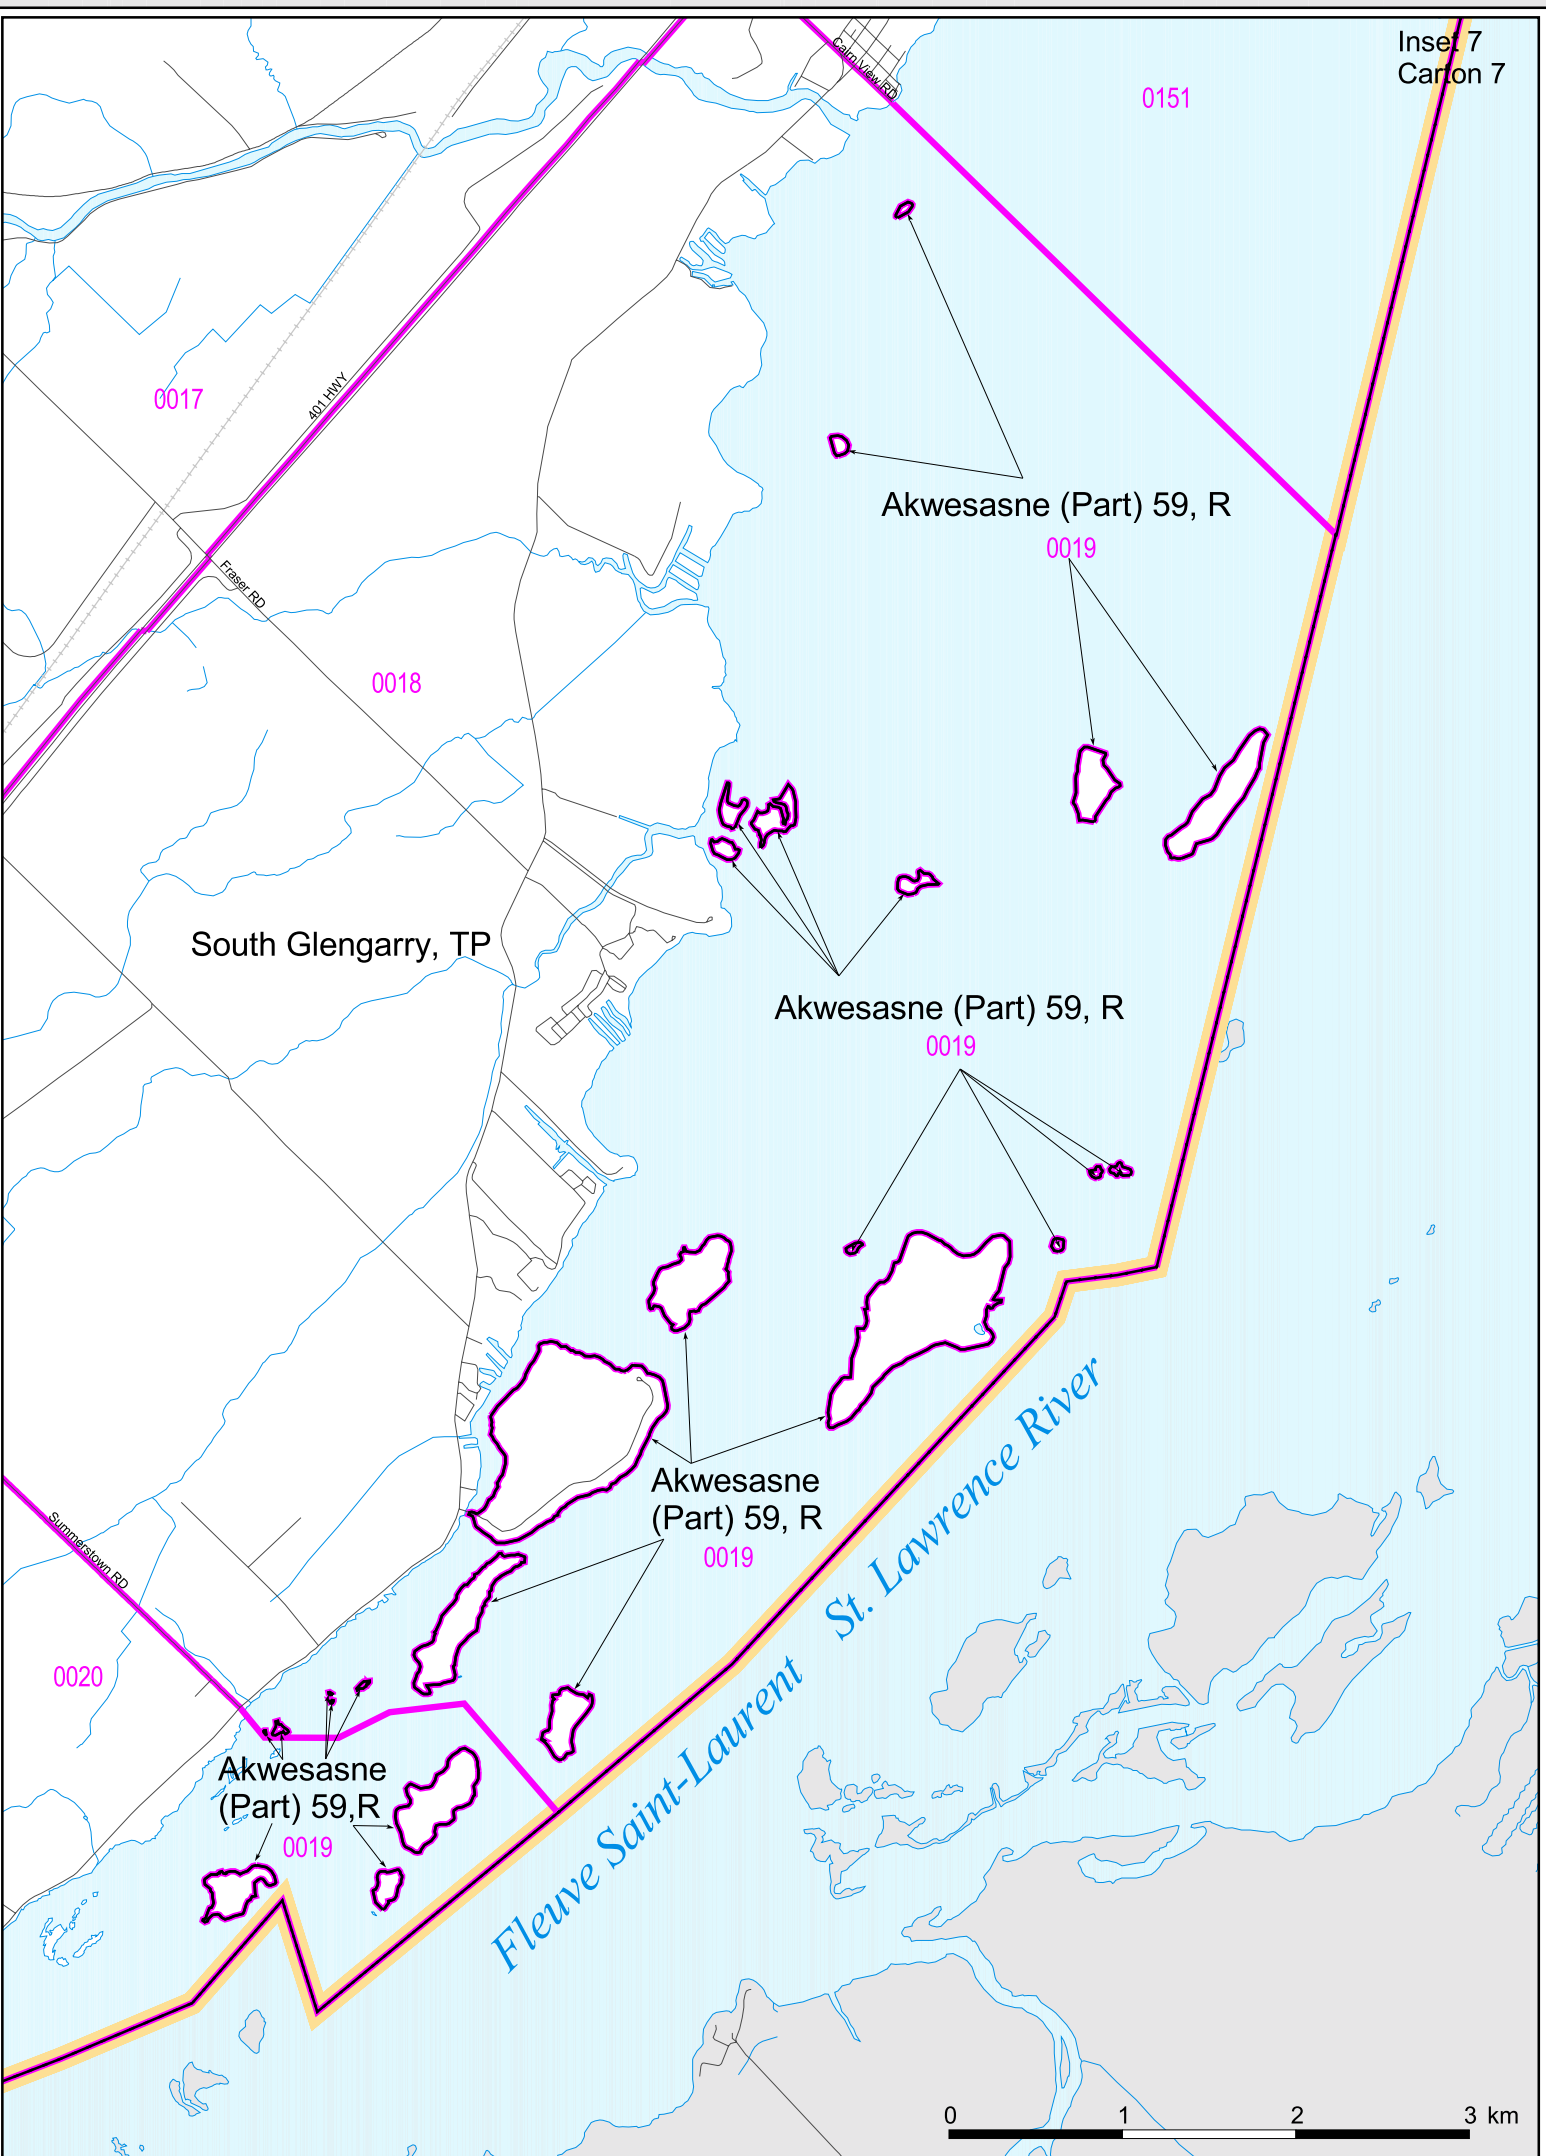 Inset 7
Carton 7
Cairn View RD
0151
0017
401 HWY
Akwesasne (Part) 59, R
0019
Fraser RD
0018
South Glengarry, TP
Akwesasne (Part) 59, R
0019
Akwesasne
(Part) 59, R
0019
St. Lawrence River
Fleuve Saint-Laurent
Summerstown RD
0020
Akwesasne
(Part) 59,R
0019
0 1 2 3 km